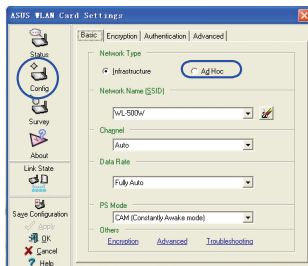 ASUS WLAN Card Settings
Status
Config
Survey
About
Link State
Save Configuration
Apply
OK
Cancel
Help
Basic Encryption Authentication Advanced
Network Type
Infrastructure Ad Hoc
Network Name (SSID)
WL-500W
Channel
Auto
Data Rate
Fully Auto
PS Mode
CAM (Constantly Awake mode)
Others
Encryption Advanced Troubleshooting